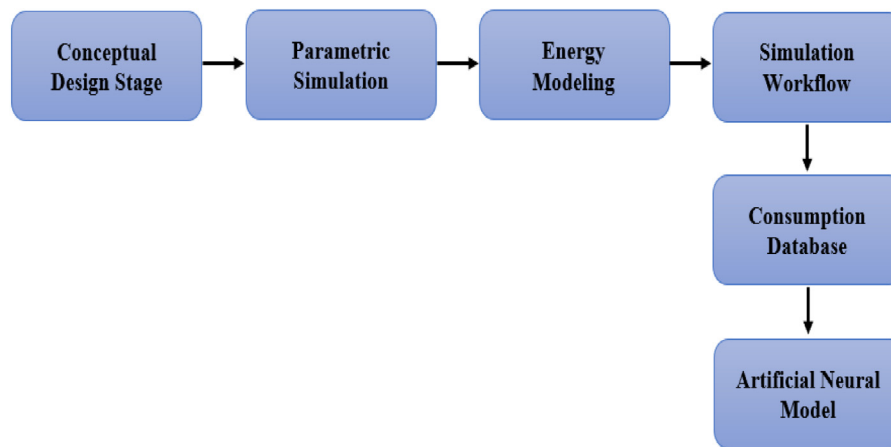 Conceptual
Design Stage
Parametric
Simulation
Energy
Modeling
Simulation
Workflow
Consumption
Database
Artificial Neural
Model